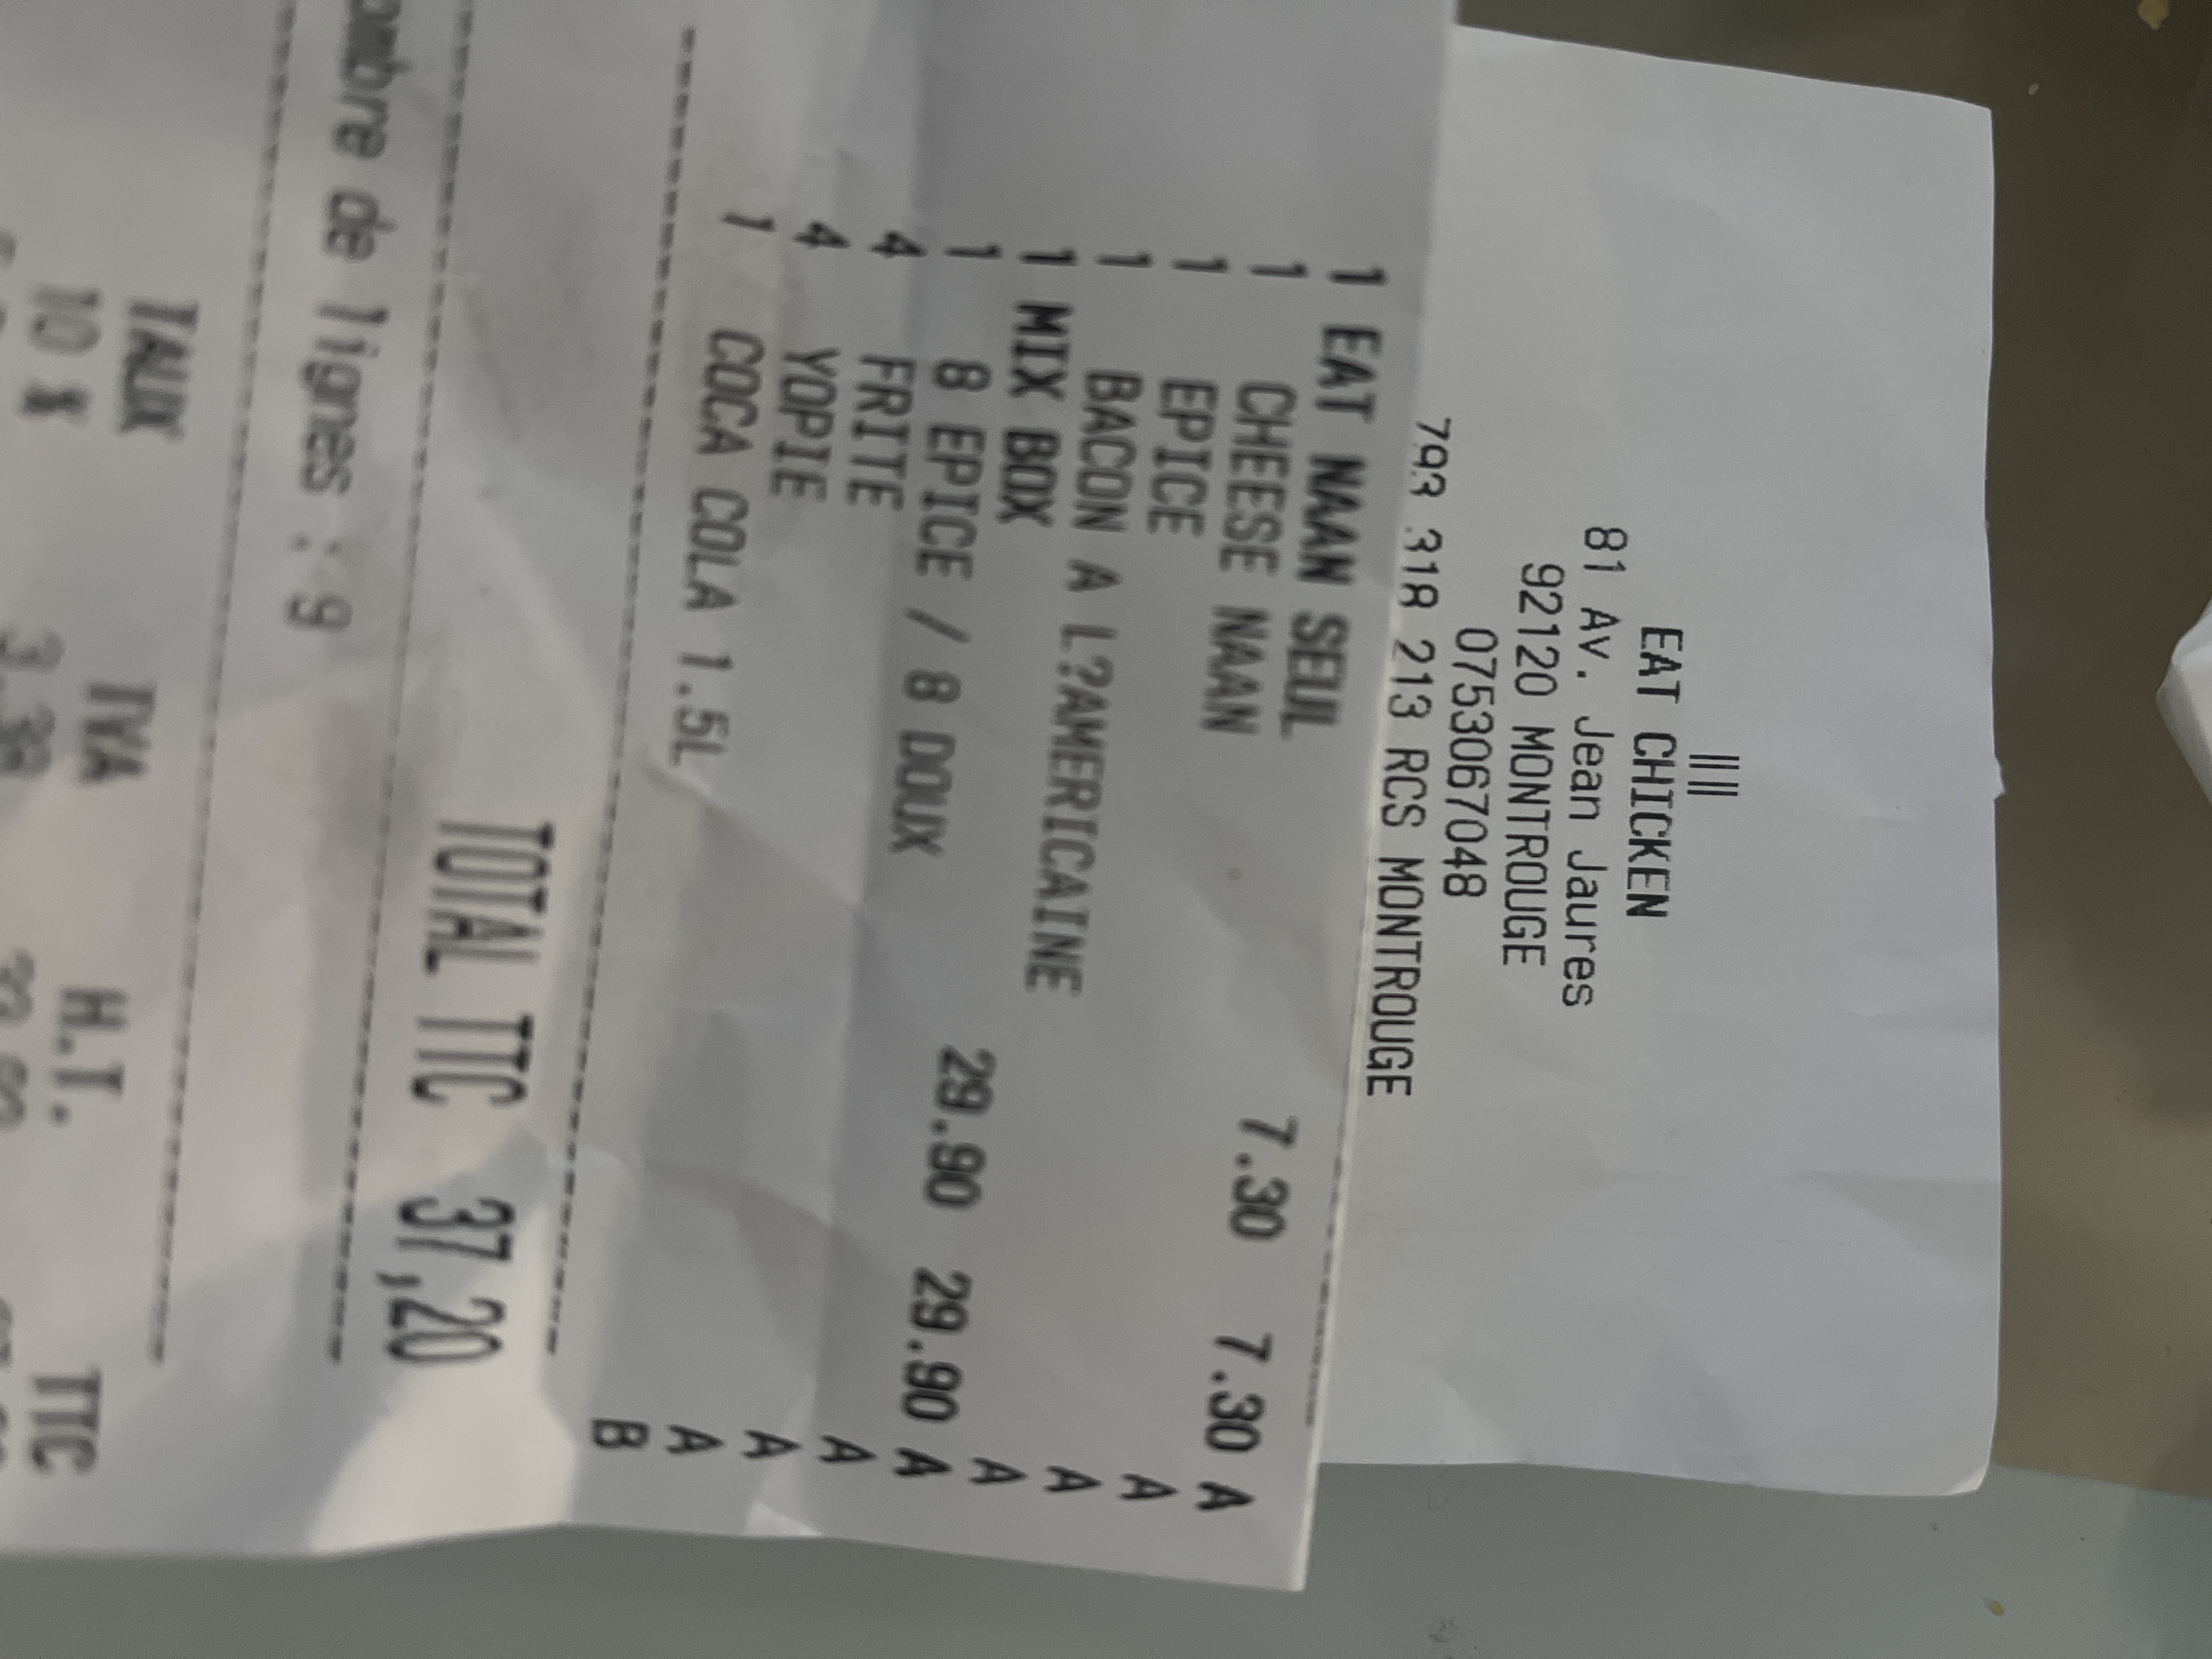 EAT CHICKEN
81 Av. Jean Jaures
92120 MONTROUGE
0753067048
793 318 213 RCS MONTROUGE
1 EAT NAAN SEUL 7.30 7.30 A
1 CHEESE NAAN A
1 EPICE A
1 BACON A L?AMERICAINE A
1 MIX BOX 29.90 29.90 A
1 8 EPICE / 8 DOUX A
4 FRITE A
4 YOPIE A
1 COCA COLA 1.5L B
TOTAL TTC 37,20
ombre de lignes : 9
TAUX TVA H.T. TTC
10 % 3.38